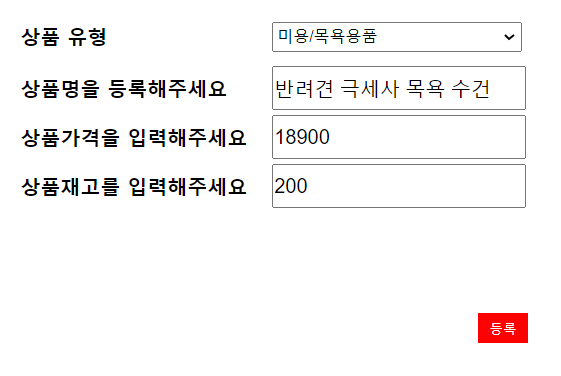 상품 유형 미용/목욕용품
상품명을 등록해주세요 반려견 극세사 목욕 수건
상품가격을 입력해주세요 18900
상품재고를 입력해주세요 200
등록